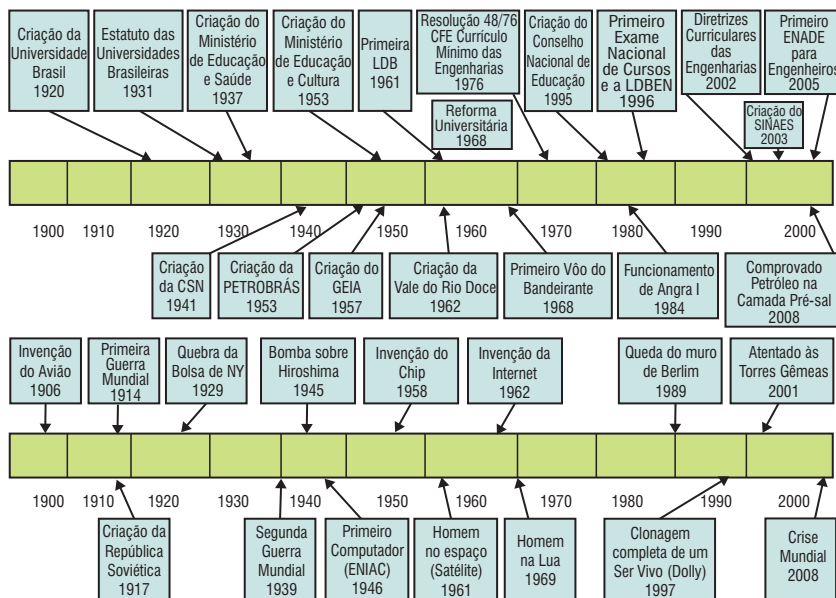 Criação da
Universidade
Brasil
1920
Estatuto das
Universidades
Brasileiras
1931
Criação do
Ministério
de Educação
e Saúde
1937
Criação do
Ministério
de Educação
e Cultura
1953
Primeira
LDB
1961
Resolução 48/76
CFE Currículo
Mínimo das
Engenharias
1976
Reforma
Universitária
1968
Criação do
Conselho
Nacional de
Educação
1995
Primeiro
Exame
Nacional
de Cursos
e a LDBEN
1996
Diretrizes
Curriculares
das
Engenharias
2002
Criação do
SINAES
2003
Primeiro
ENADE
para
Engenheiros
2005
1900 1910 1920 1930 1940 1950 1960 1970 1980 1990 2000
Criação
da CSN
1941
Criação da
PETROBRÁS
1953
Criação do
GEIA
1957
Criação da
Vale do Rio Doce
1962
Primeiro Vôo do
Bandeirante
1968
Funcionamento
de Angra I
1984
Comprovado
Petróleo na
Camada Pré-sal
2008
Invenção
do Avião
1906
Primeira
Guerra
Mundial
1914
Quebra da
Bolsa de NY
1929
Bomba sobre
Hiroshima
1945
Invenção do
Chip
1958
Invenção da
Internet
1962
Queda do muro
de Berlim
1989
Atentado às
Torres Gêmeas
2001
1900 1910 1920 1930 1940 1950 1960 1970 1980 1990 2000
Criação da
República
Soviética
1917
Segunda
Guerra
Mundial
1939
Primeiro
Computador
(ENIAC)
1946
Homem
no espaço
(Satélite)
1961
Homem
na Lua
1969
Clonagem
completa de um
Ser Vivo (Dolly)
1997
Crise
Mundial
2008